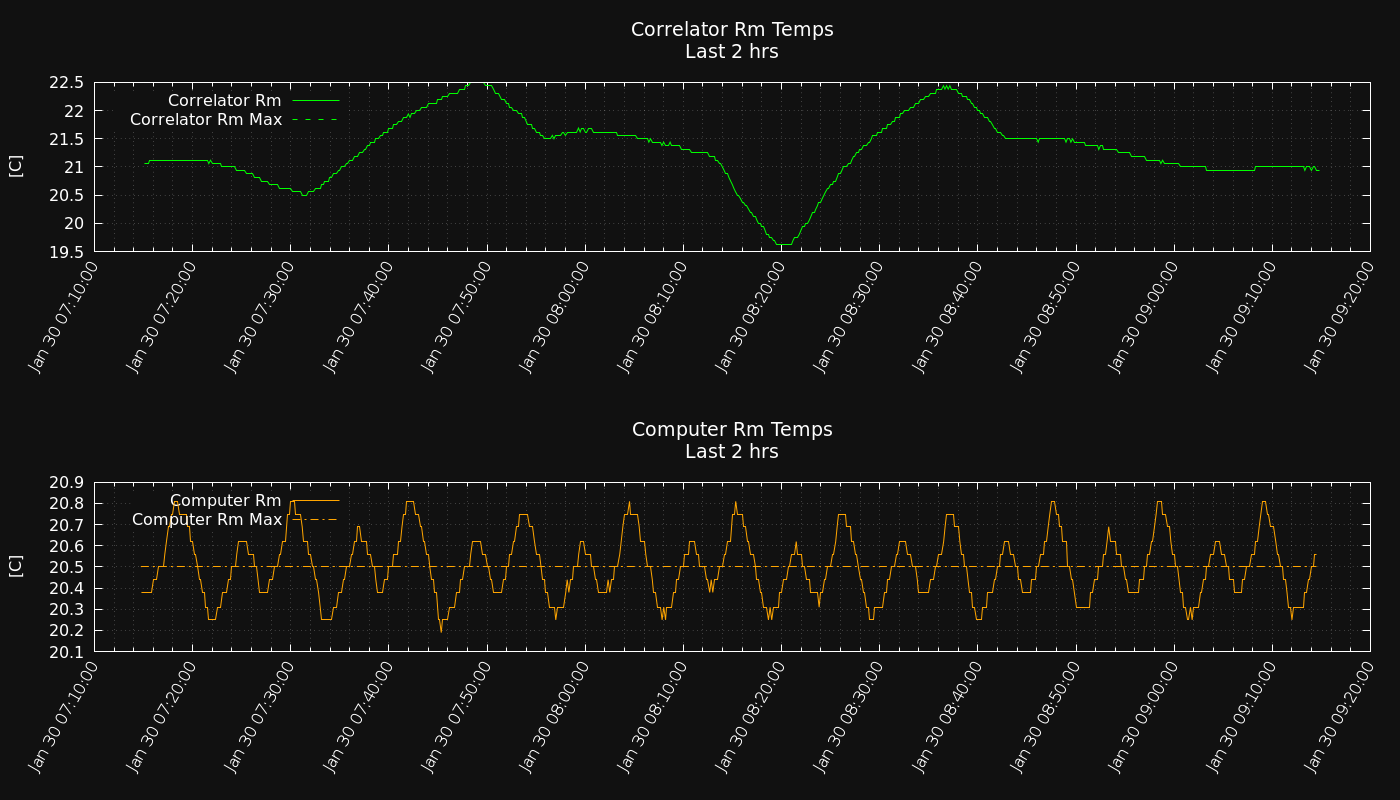 Correlator Rm Temps
Last 2 hrs
[C]
22.5
22
21.5
21
20.5
20
19.5
Correlator Rm
Correlator Rm Max
Jan 30 07:10:00
Jan 30 07:20:00
Jan 30 07:30:00
Jan 30 07:40:00
Jan 30 07:50:00
Jan 30 08:00:00
Jan 30 08:10:00
Jan 30 08:20:00
Jan 30 08:30:00
Jan 30 08:40:00
Jan 30 08:50:00
Jan 30 09:00:00
Jan 30 09:10:00
Jan 30 09:20:00
Computer Rm Temps
Last 2 hrs
[C]
20.9
20.8
20.7
20.6
20.5
20.4
20.3
20.2
20.1
Computer Rm
Computer Rm Max
Jan 30 07:10:00
Jan 30 07:20:00
Jan 30 07:30:00
Jan 30 07:40:00
Jan 30 07:50:00
Jan 30 08:00:00
Jan 30 08:10:00
Jan 30 08:20:00
Jan 30 08:30:00
Jan 30 08:40:00
Jan 30 08:50:00
Jan 30 09:00:00
Jan 30 09:10:00
Jan 30 09:20:00